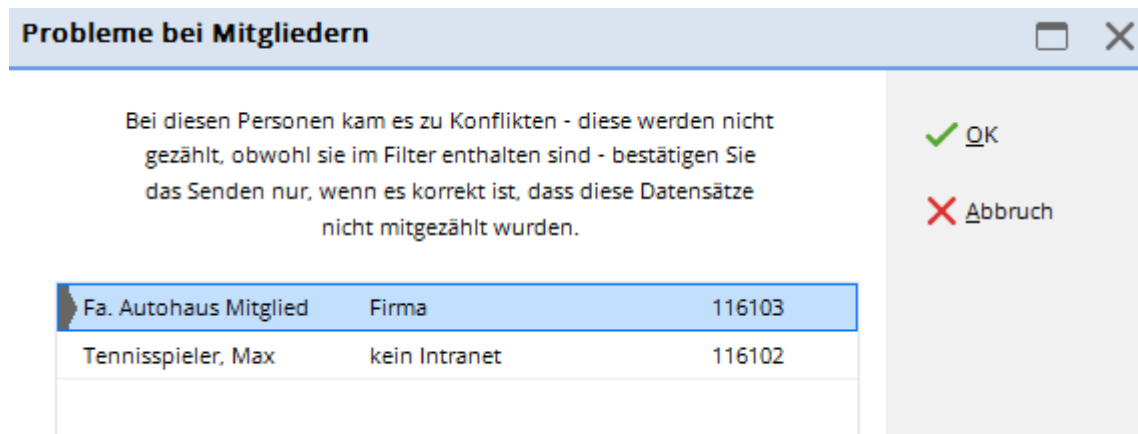 Probleme bei Mitgliedern
Bei diesen Personen kam es zu Konflikten - diese werden nicht
gezählt, obwohl sie im Filter enthalten sind - bestätigen Sie
das Senden nur, wenn es korrekt ist, dass diese Datensätze
nicht mitgezählt wurden.
OK
Abbruch
Fa. Autohaus Mitglied Firma 116103
Tennisspieler, Max kein Intranet 116102